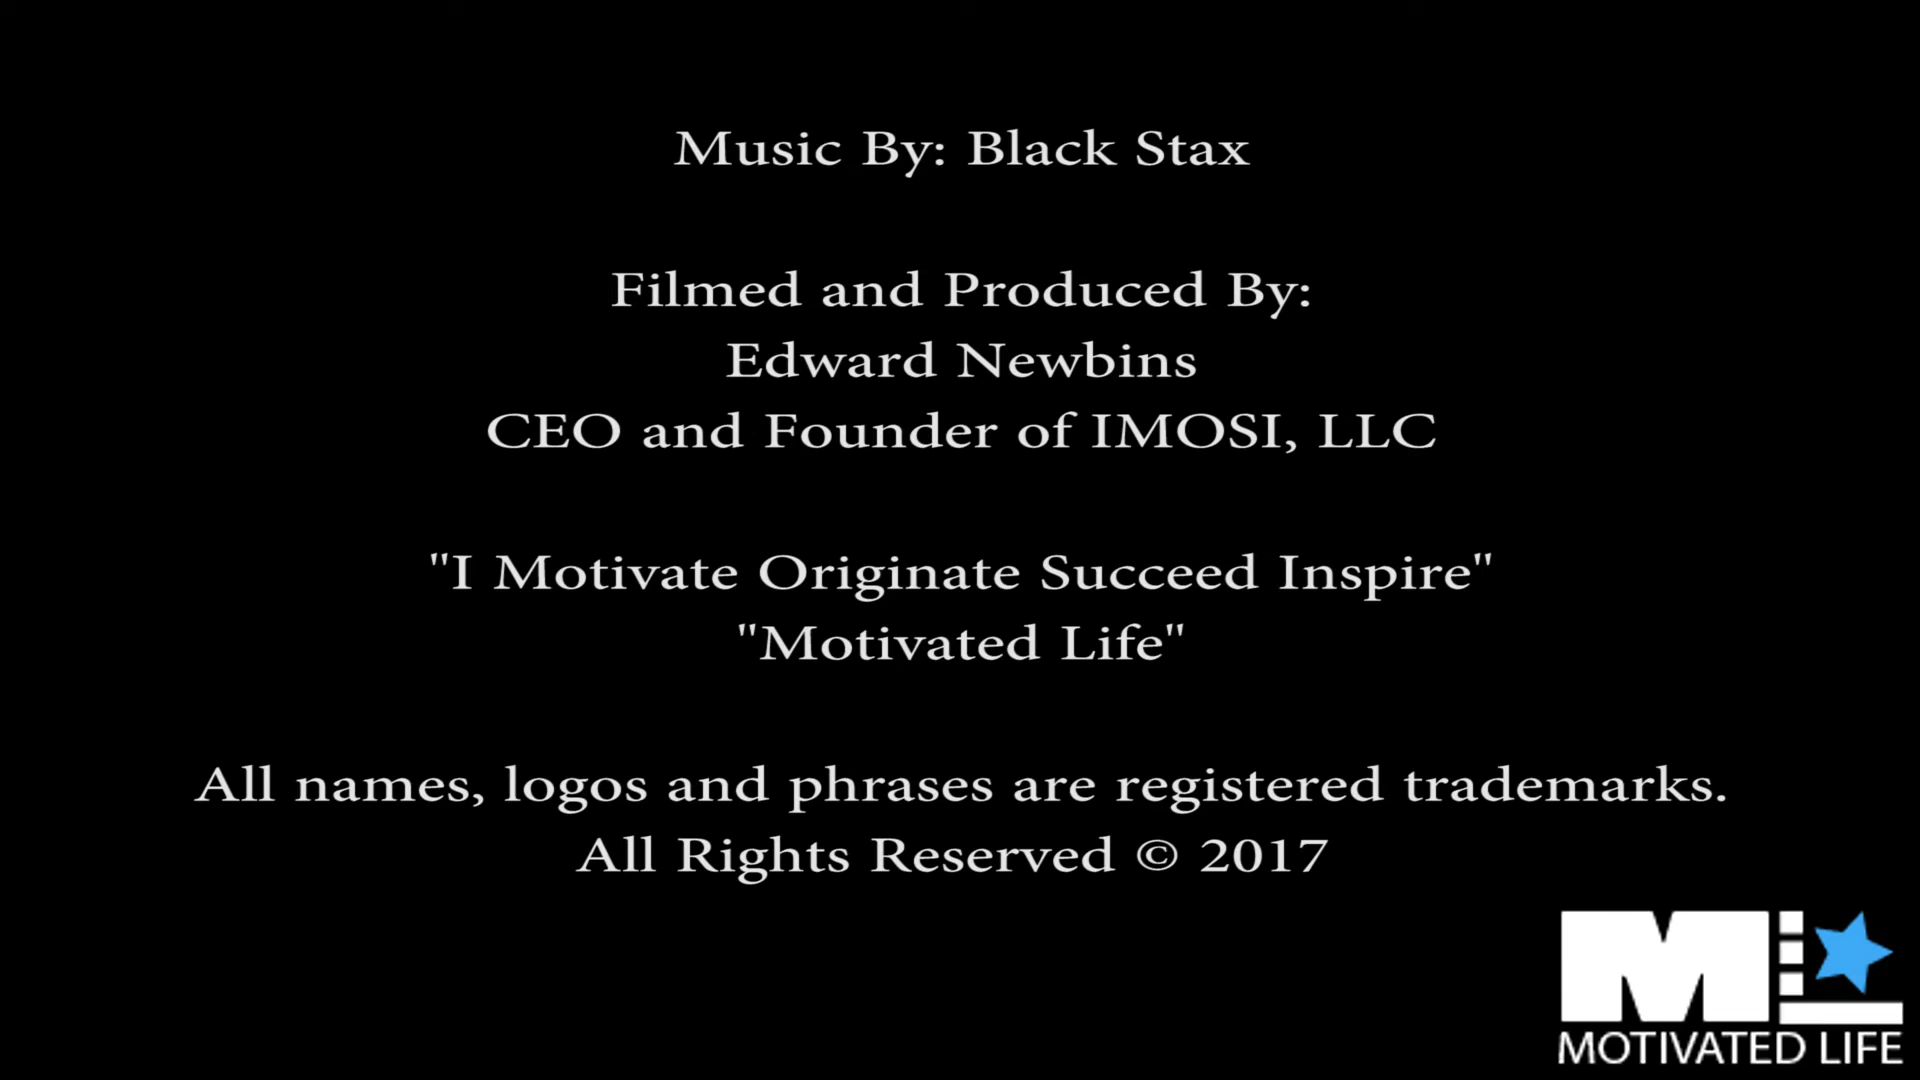 Music By: Black Stax
Filmed and Produced By:
Edward Newbins
CEO and Founder of IMOSI, LLC
"I Motivate Originate Succeed Inspire"
"Motivated Life"
All names, logos and phrases are registered trademarks.
All Rights Reserved © 2017
ML
MOTIVATED LIFE